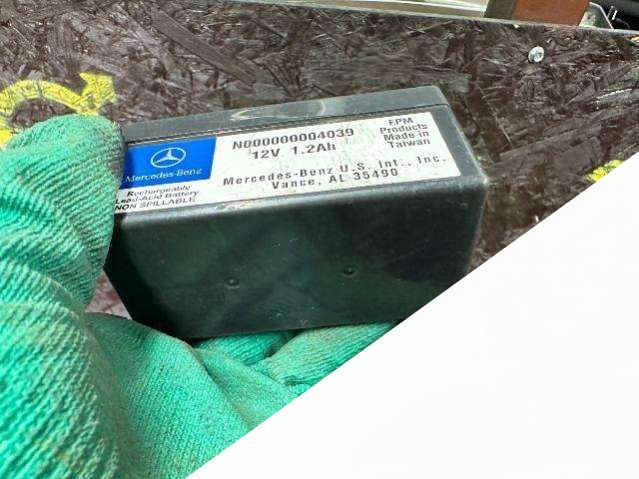 Mercedes-Benz
Rechargeable
Lead-Acid Battery
NON SPILLABLE
N000000004039
12V 1.2Ah
Mercedes-Benz U.S. Int., Inc.
Vance, AL 35490
EPM
Products
Made in
Taiwan